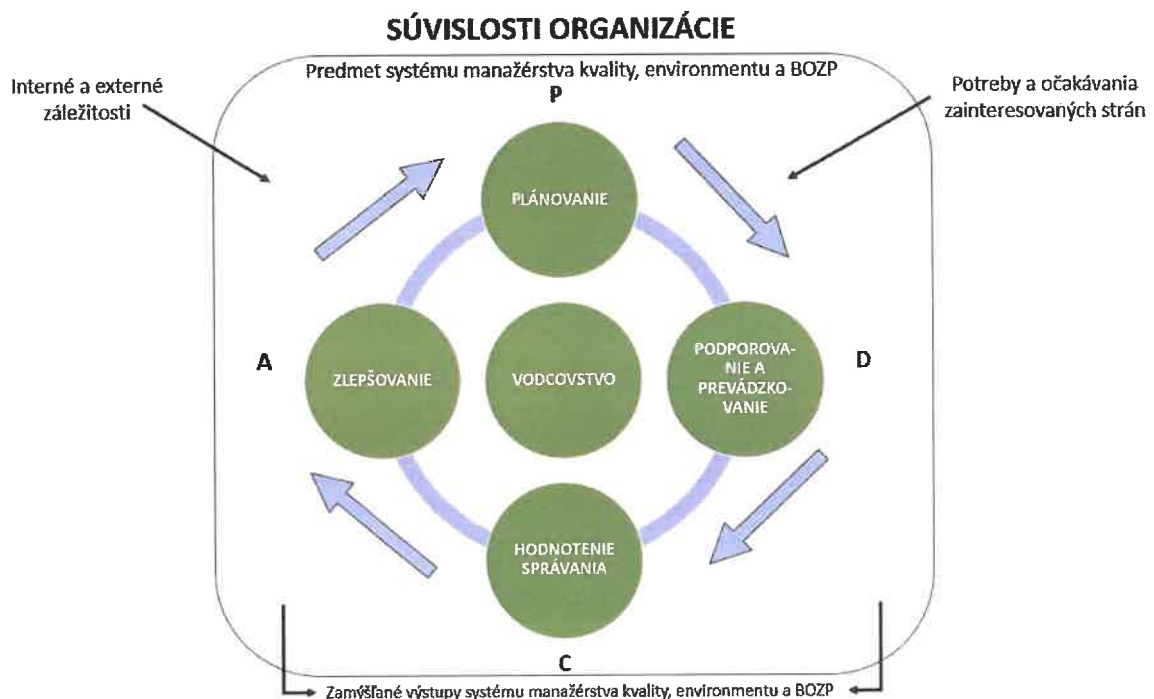 SÚVISLOSTI ORGANIZÁCIE
Predmet systému manažérstva kvality, environmentu a BOZP
P
Interné a externé
záležitosti
Potreby a očakávania
zainteresovaných strán
PLÁNOVANIE
A
ZLEPŠOVANIE
VODCOVSTVO
PODPOROVA-
NIE A
PREVÁDZKO-
VANIE
D
HODNOTENIE
SPRÁVANIA
C
Zamýšľané výstupy systému manažérstva kvality, environmentu a BOZP